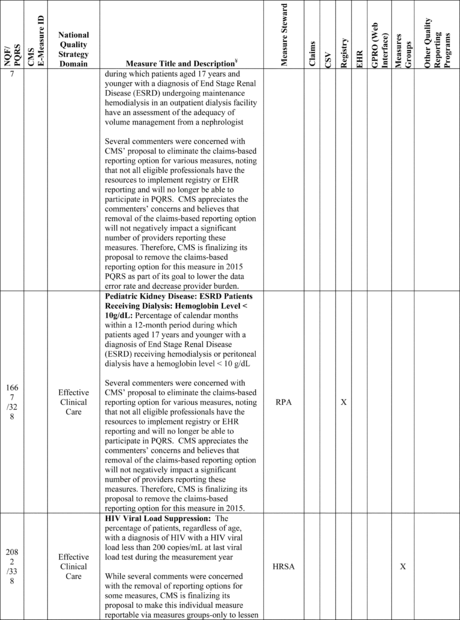 NQF/
PQRS
CMS
E-Measure ID
National
Quality
Strategy
Domain
Measure Title and Description¥
Measure Steward
Claims
CSV
Registry
EHR
GPRO (Web
Interface)
Measures
Groups
Other Quality
Reporting
Programs
7
during which patients aged 17 years and
younger with a diagnosis of End Stage Renal
Disease (ESRD) undergoing maintenance
hemodialysis in an outpatient dialysis facility
have an assessment of the adequacy of
volume management from a nephrologist
Several commenters were concerned with
CMS' proposal to eliminate the claims-based
reporting option for various measures, noting
that not all eligible professionals have the
resources to implement registry or EHR
reporting and will no longer be able to
participate in PQRS. CMS appreciates the
commenters' concerns and believes that
removal of the claims-based reporting option
will not negatively impact a significant
number of providers reporting these
measures. Therefore, CMS is finalizing its
proposal to remove the claims-based
reporting option for this measure in 2015
PQRS as part of its goal to lower the data
error rate and decrease provider burden.
166
7
/32
8
Effective
Clinical
Care
Pediatric Kidney Disease: ESRD Patients
Receiving Dialysis: Hemoglobin Level <
10g/dL: Percentage of calendar months
within a 12-month period during which
patients aged 17 years and younger with a
diagnosis of End Stage Renal Disease
(ESRD) receiving hemodialysis or peritoneal
dialysis have a hemoglobin level < 10 g/dL
Several commenters were concerned with
CMS' proposal to eliminate the claims-based
reporting option for various measures, noting
that not all eligible professionals have the
resources to implement registry or EHR
reporting and will no longer be able to
participate in PQRS. CMS appreciates the
commenters' concerns and believes that
removal of the claims-based reporting option
will not negatively impact a significant
number of providers reporting these
measures. Therefore, CMS is finalizing its
proposal to remove the claims-based
reporting option for this measure in 2015.
RPA
X
208
2
/33
8
Effective
Clinical
Care
HIV Viral Load Suppression: The
percentage of patients, regardless of age,
with a diagnosis of HIV with a HIV viral
load less than 200 copies/mL at last viral
load test during the measurement year
While several comments were concerned
with the removal of reporting options for
some measures, CMS is finalizing its
proposal to make this individual measure
reportable via measures groups-only to lessen
HRSA
X